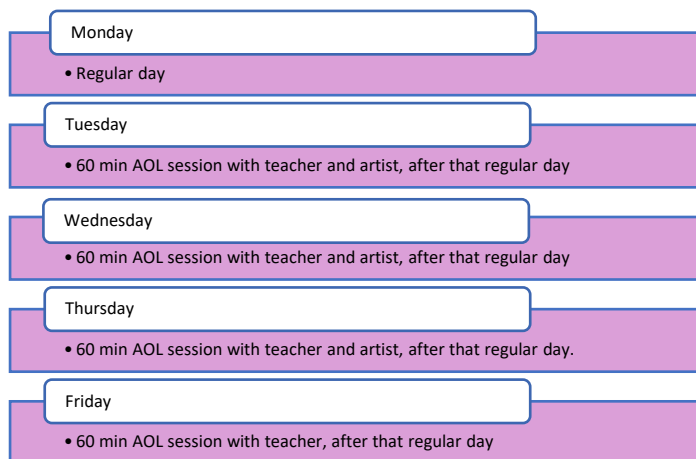 Monday
• Regular day
Tuesday
• 60 min AOL session with teacher and artist, after that regular day
Wednesday
• 60 min AOL session with teacher and artist, after that regular day
Thursday
• 60 min AOL session with teacher and artist, after that regular day.
Friday
• 60 min AOL session with teacher, after that regular day